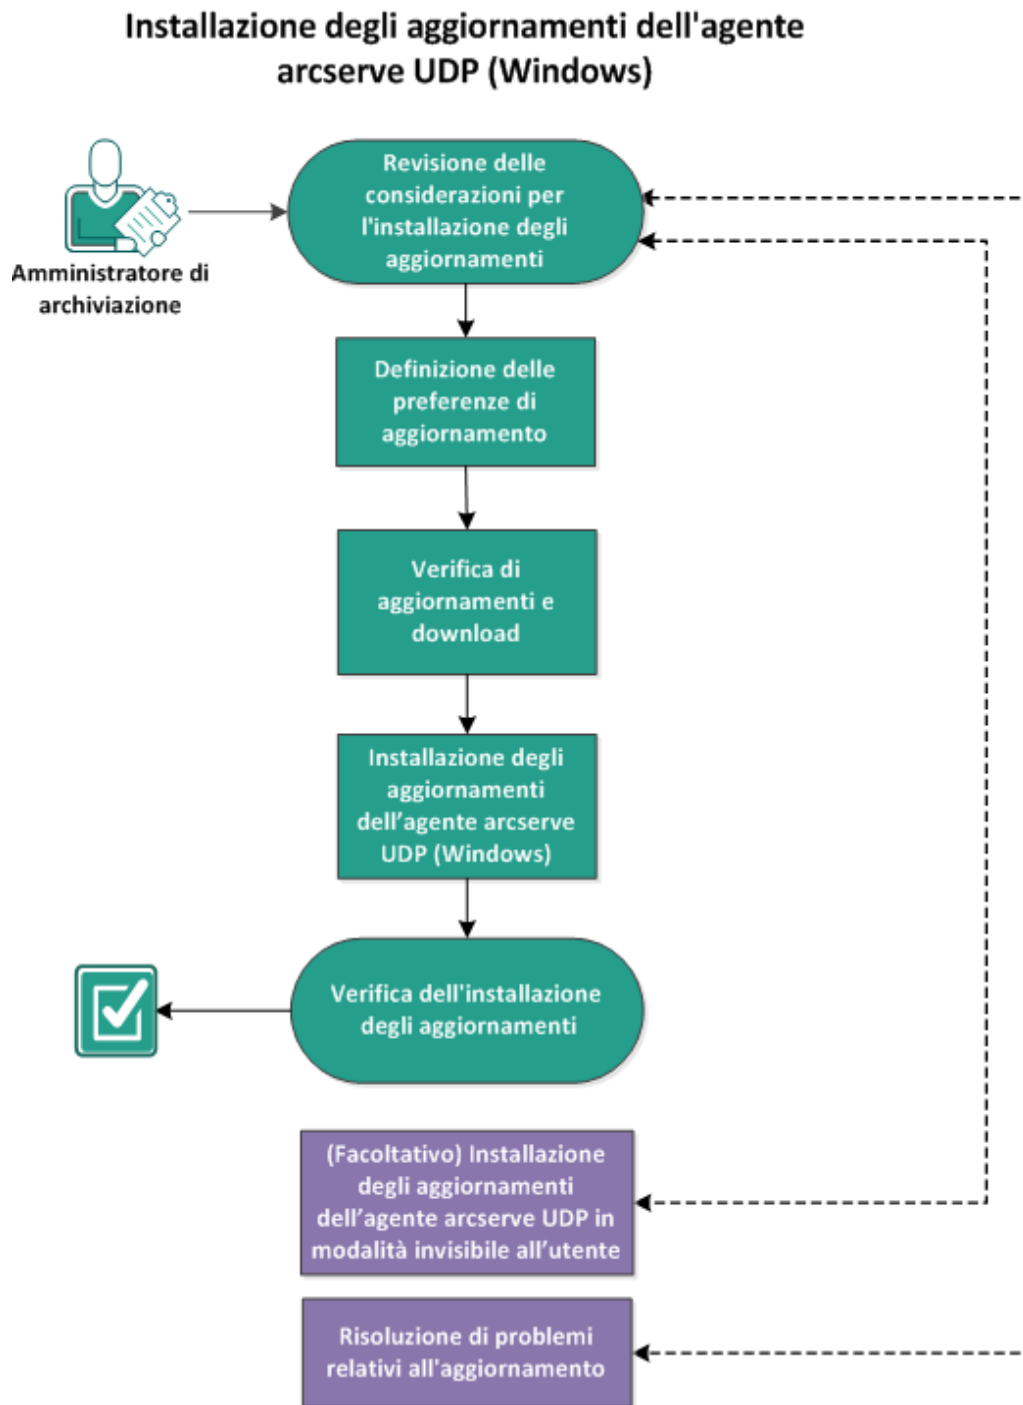 Installazione degli aggiornamenti dell'agente
arcserve UDP (Windows)
Amministratore di
archiviazione
Revisione delle
considerazioni per
l'installazione degli
aggiornamenti
Definizione delle
preferenze di
aggiornamento
Verifica di
aggiornamenti e
download
Installazione degli
aggiornamenti
dell’agente arcserve
UDP (Windows)
Verifica dell'installazione
degli aggiornamenti
(Facoltativo) Installazione
degli aggiornamenti
dell’agente arcserve UDP in
modalità invisibile all’utente
Risoluzione di problemi
relativi all'aggiornamento